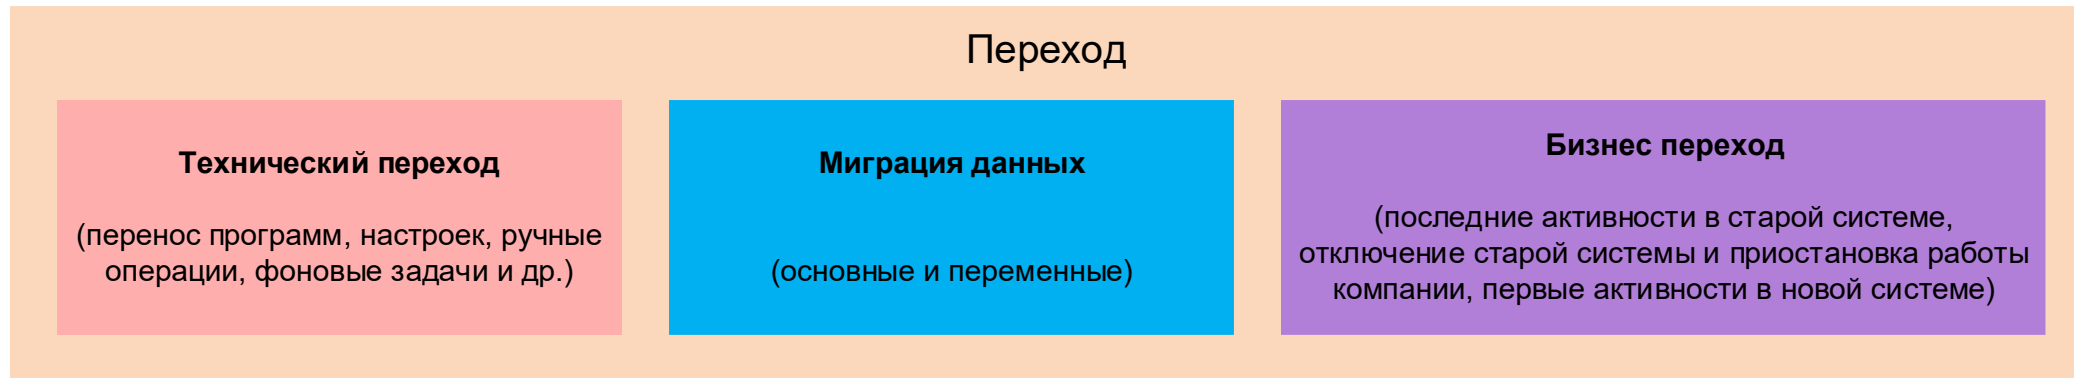 Переход
Технический переход
(перенос программ, настроек, ручные
операции, фоновые задачи и др.)
Миграция данных
(основные и переменные)
Бизнес переход
(последние активности в старой системе,
отключение старой системы и приостановка работы
компании, первые активности в новой системе)